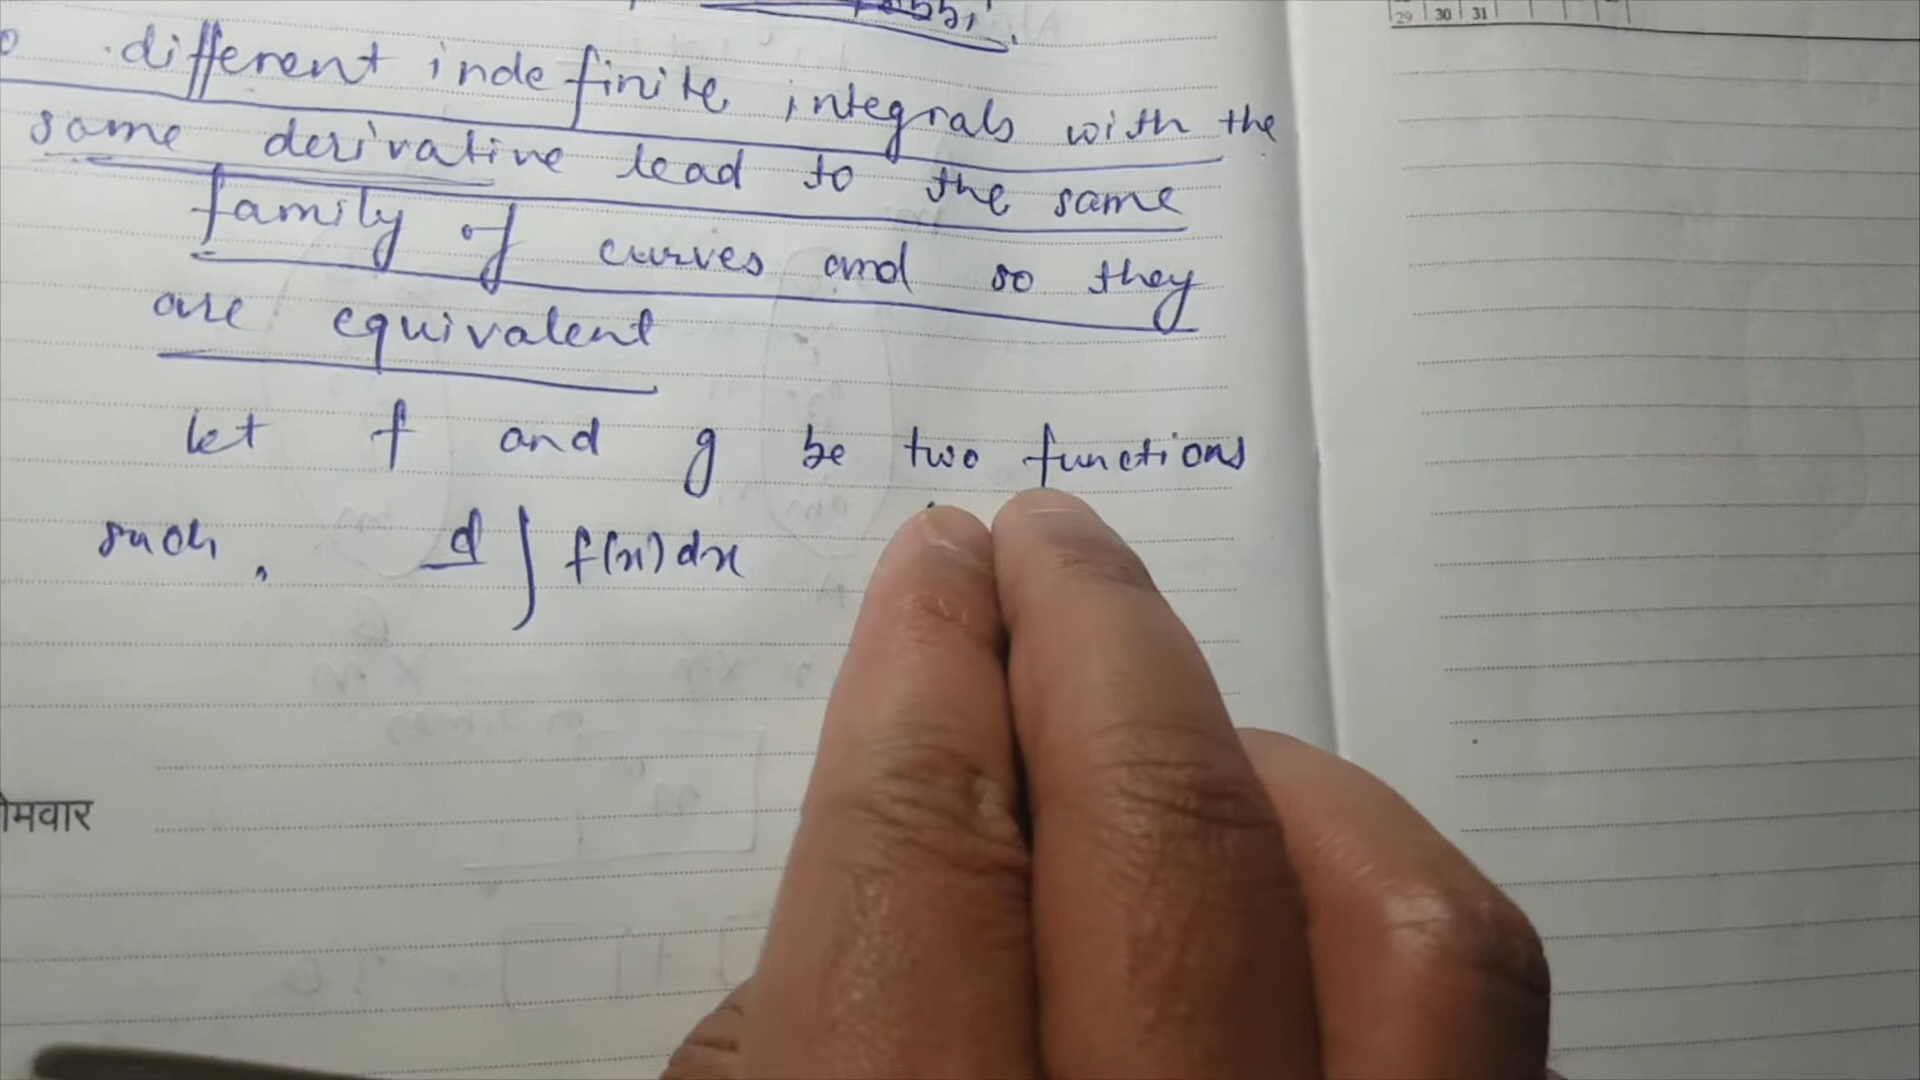 29 30 31
different indefinite integrals with the
same derivative lead to the same
family of curves and so they
are equivalent
let f and g be two functions
such, d ∫ f(x) dx